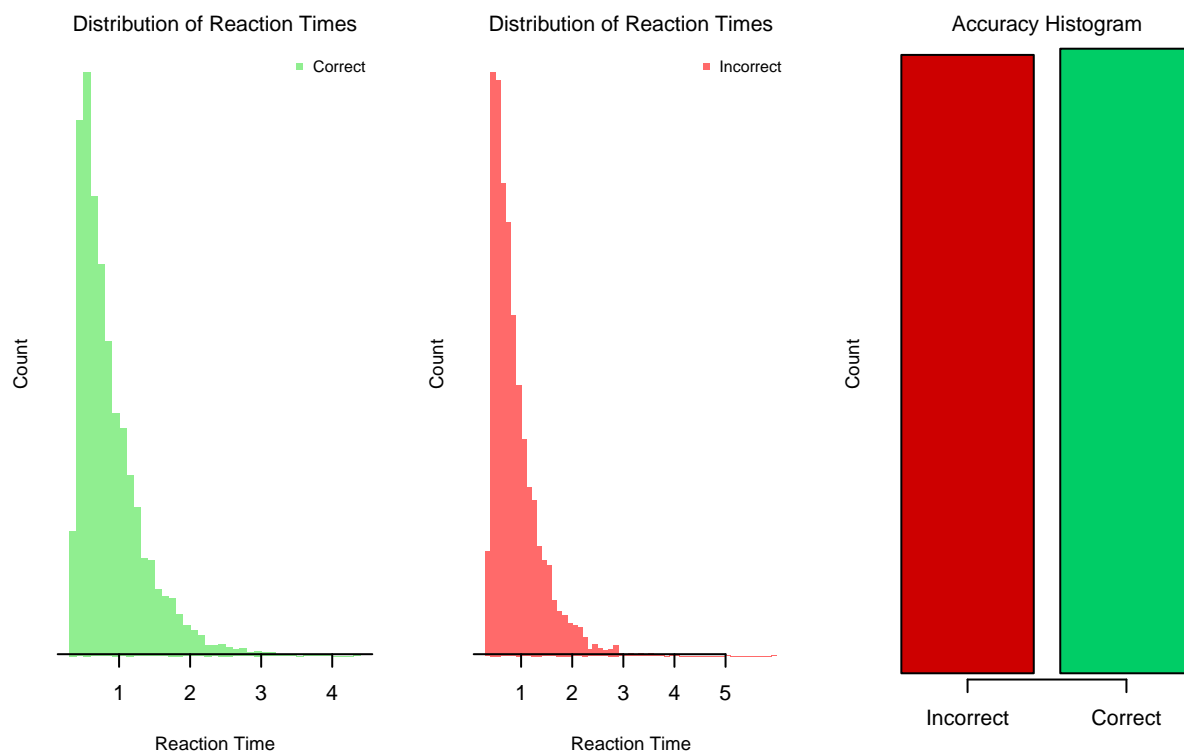 Distribution of Reaction Times
Correct
Count
1 2 3 4
Reaction Time
Distribution of Reaction Times
Incorrect
Count
1 2 3 4 5
Reaction Time
Accuracy Histogram
Count
Incorrect Correct